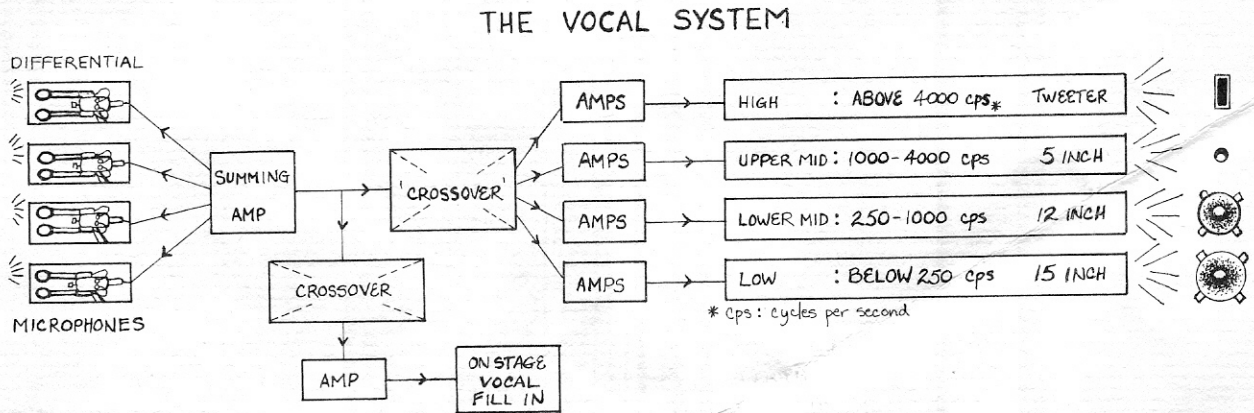 THE VOCAL SYSTEM
DIFFERENTIAL
MICROPHONES
SUMMING
AMP
'CROSSOVER'
CROSSOVER
AMP
ON STAGE
VOCAL
FILL IN
AMPS
HIGH : ABOVE 4000 cps* TWEETER
AMPS
UPPER MID : 1000-4000 cps 5 INCH
AMPS
LOWER MID : 250-1000 cps 12 INCH
AMPS
LOW : BELOW 250 cps 15 INCH
* cps : cycles per second